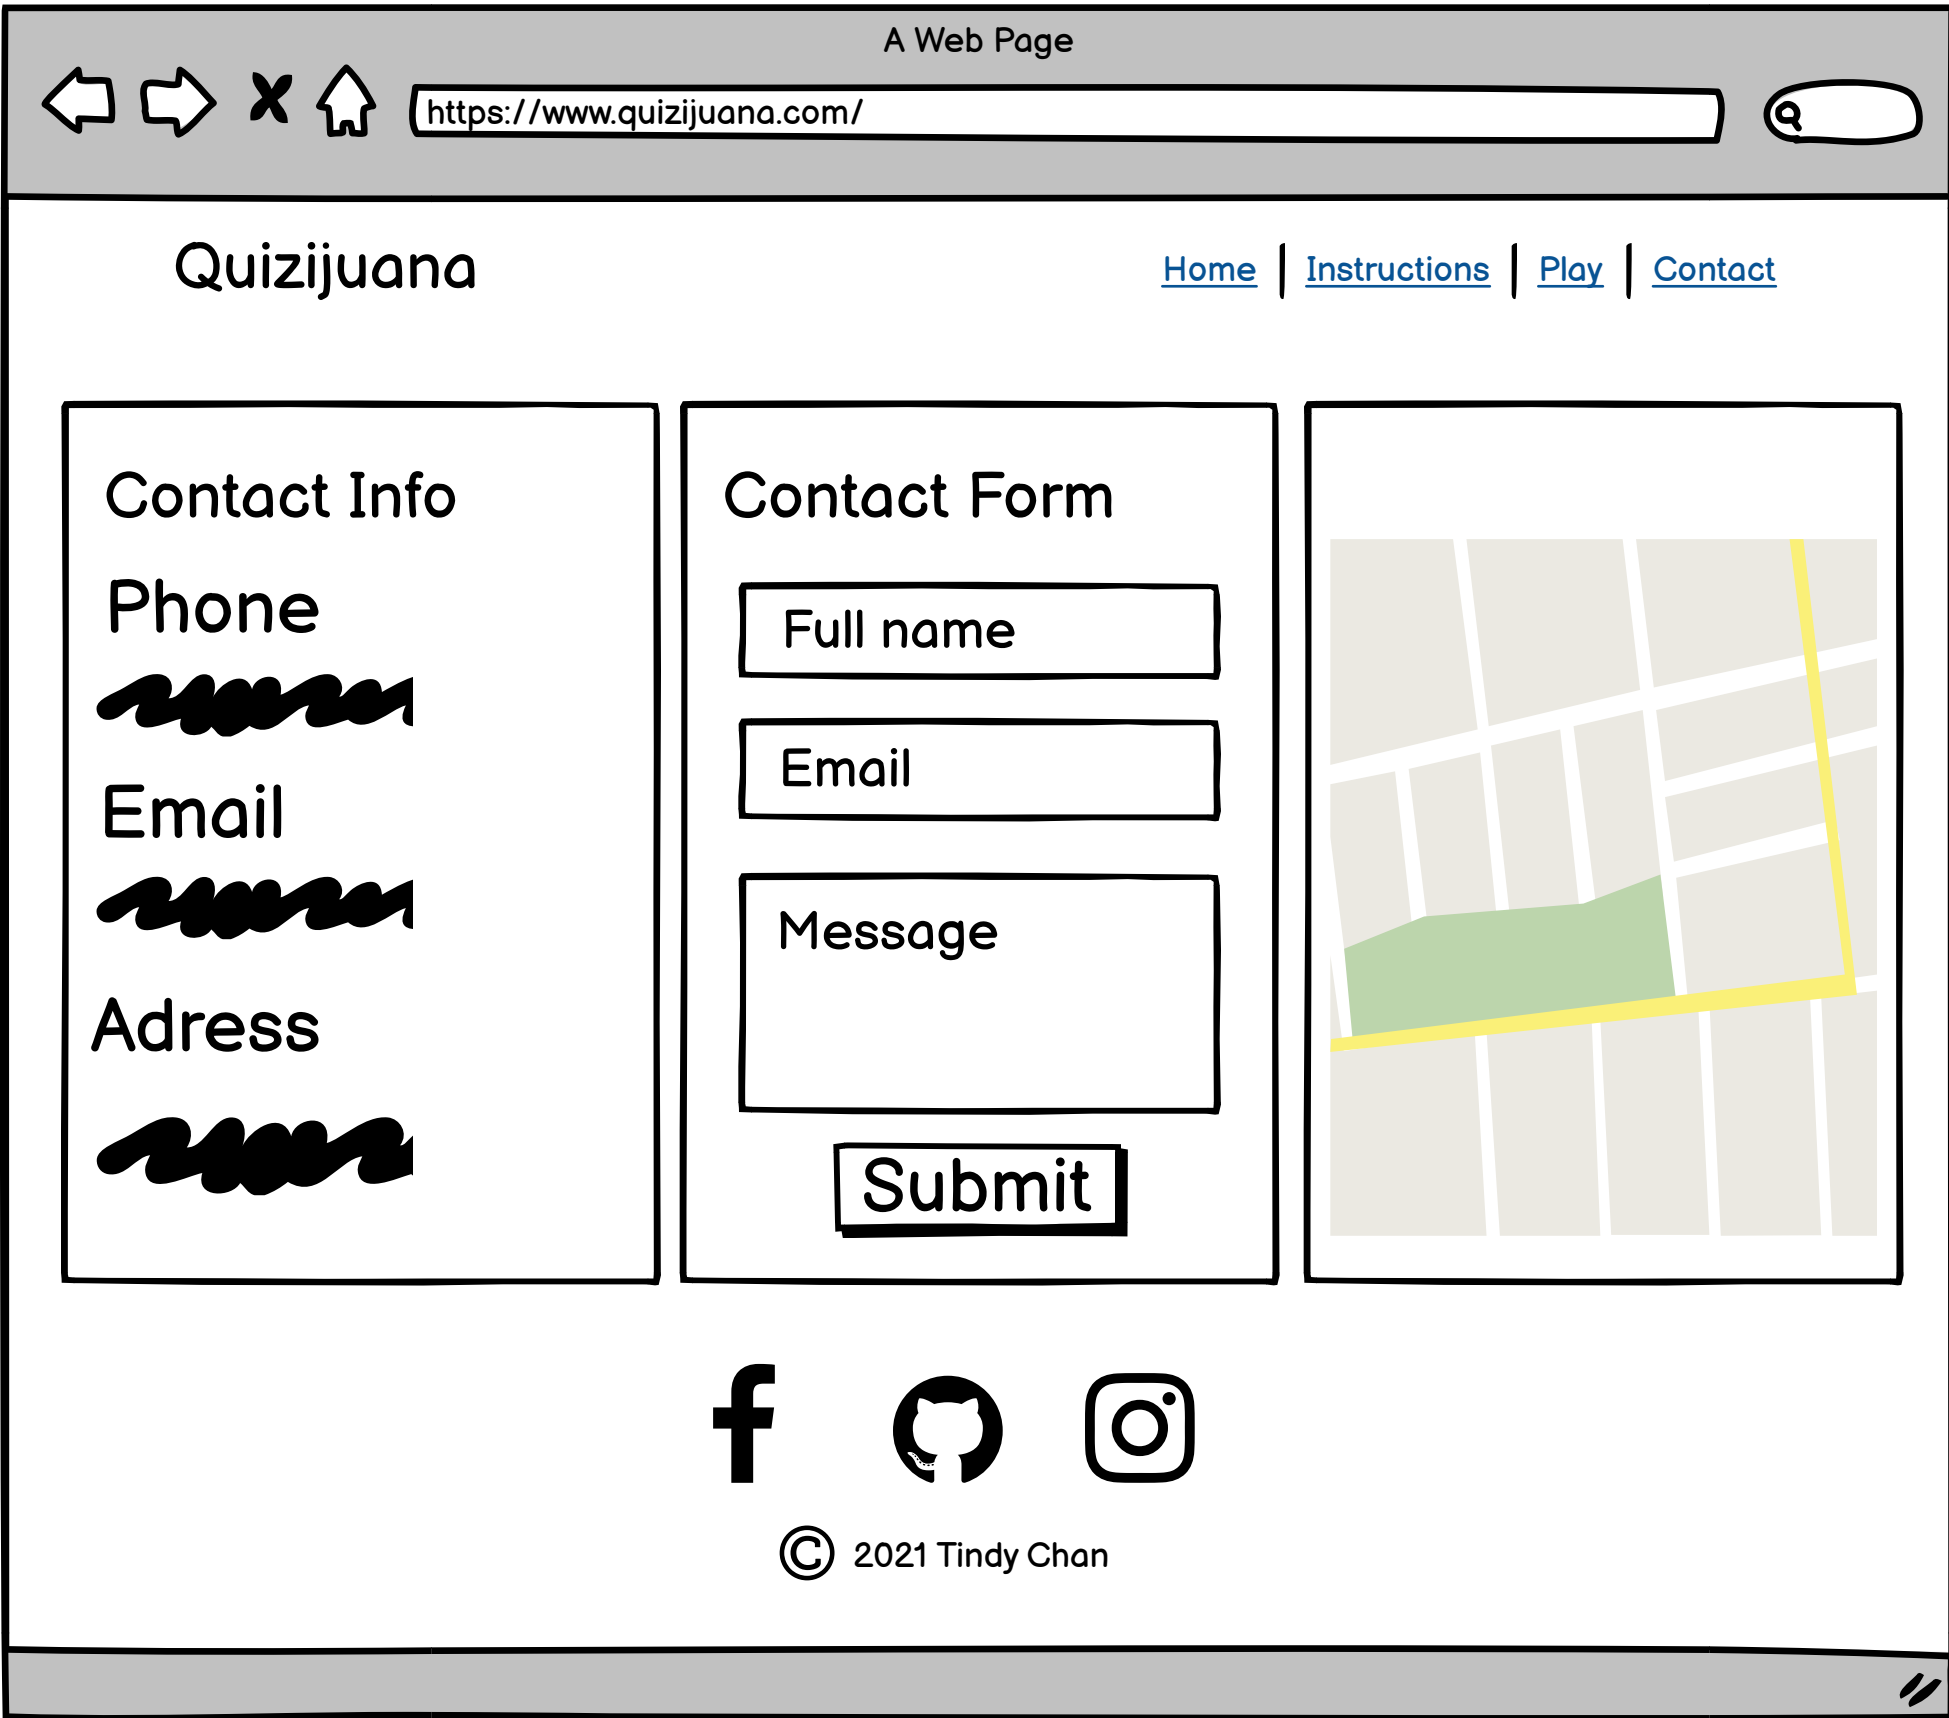 A Web Page
https://www.quizijuana.com/
Quizijuana
Home | Instructions | Play | Contact
Contact Info
Phone
Email
Adress
Contact Form
Full name
Email
Message
Submit
© 2021 Tindy Chan